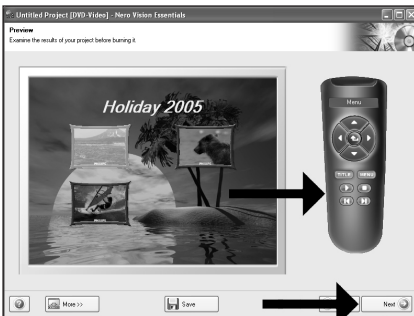 Untitled Project [DVD-Video] - Nero Vision Essentials
Preview
Examine the results of your project before burning it.
Holiday 2005
Menu
TITLE MENU
More >>
Save
Next